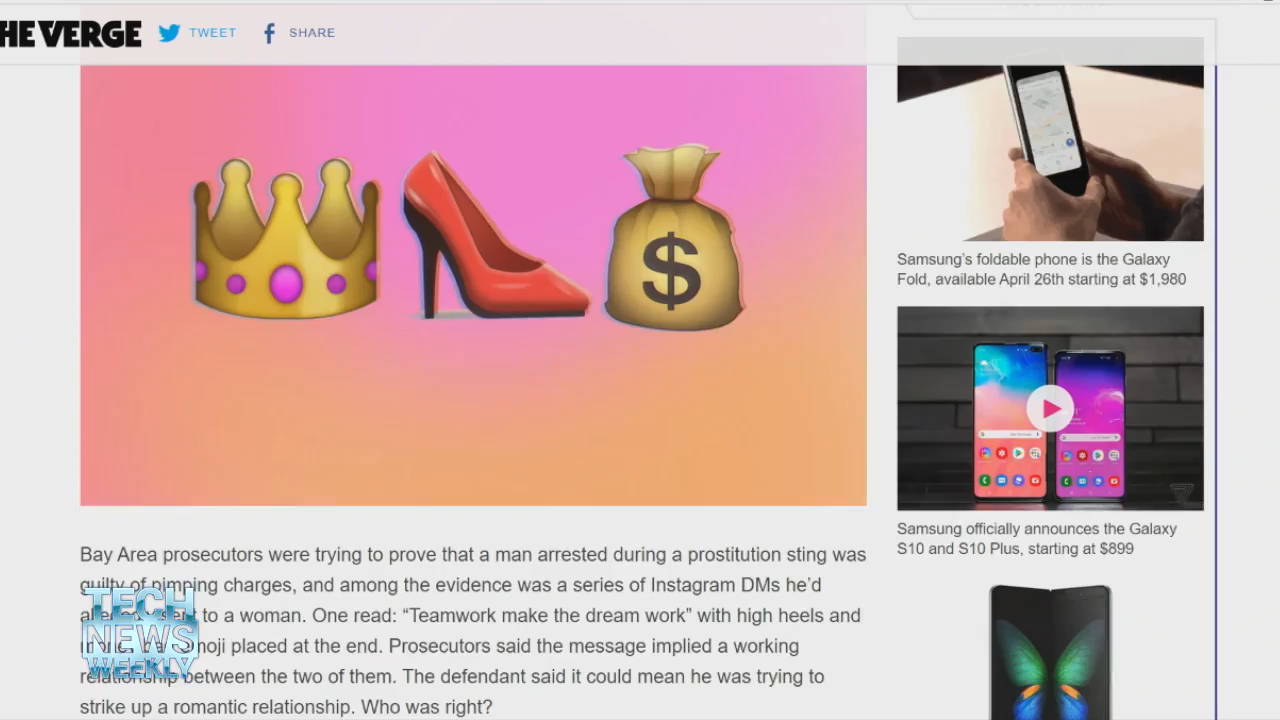 HE VERGE
TWEET
SHARE
$
Samsung's foldable phone is the Galaxy
Fold, available April 26th starting at $1,980
Samsung officially announces the Galaxy
S10 and S10 Plus, starting at $899
Bay Area prosecutors were trying to prove that a man arrested during a prostitution sting was
guilty of pimping charges, and among the evidence was a series of Instagram DMs he'd
to a woman. One read: “Teamwork make the dream work” with high heels and
placed at the end. Prosecutors said the message implied a working
relationship between the two of them. The defendant said it could mean he was trying to
strike up a romantic relationship. Who was right?
TECH
NEWS
WEEKLY